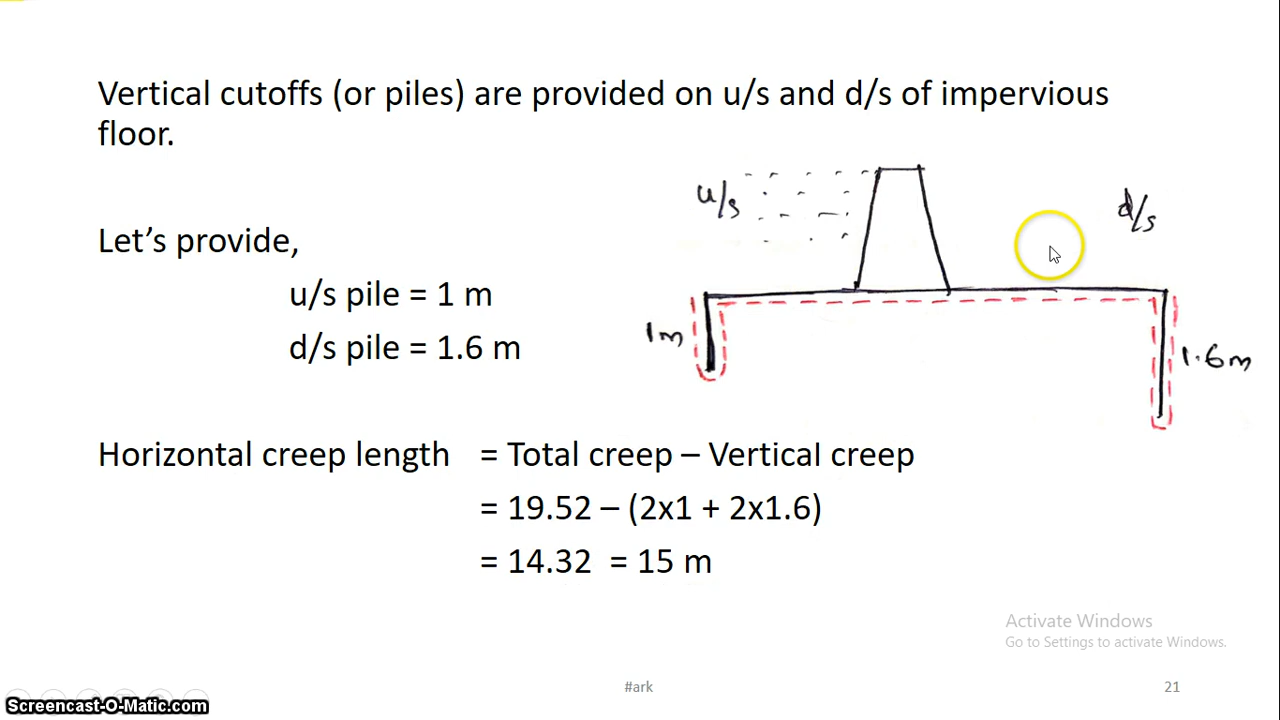 Vertical cutoffs (or piles) are provided on u/s and d/s of impervious
floor.
u/s
d/s
Let’s provide,
u/s pile = 1 m
d/s pile = 1.6 m
1m
1.6m
Horizontal creep length = Total creep – Vertical creep
= 19.52 – (2x1 + 2x1.6)
= 14.32 = 15 m
Activate Windows
Go to Settings to activate Windows.
#ark
21
Screencast-O-Matic.com